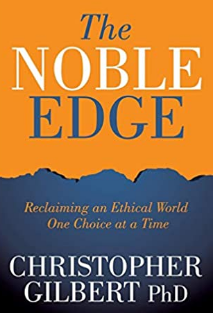 The
NOBLE
EDGE
Reclaiming an Ethical World
One Choice at a Time
CHRISTOPHER
GILBERT PhD